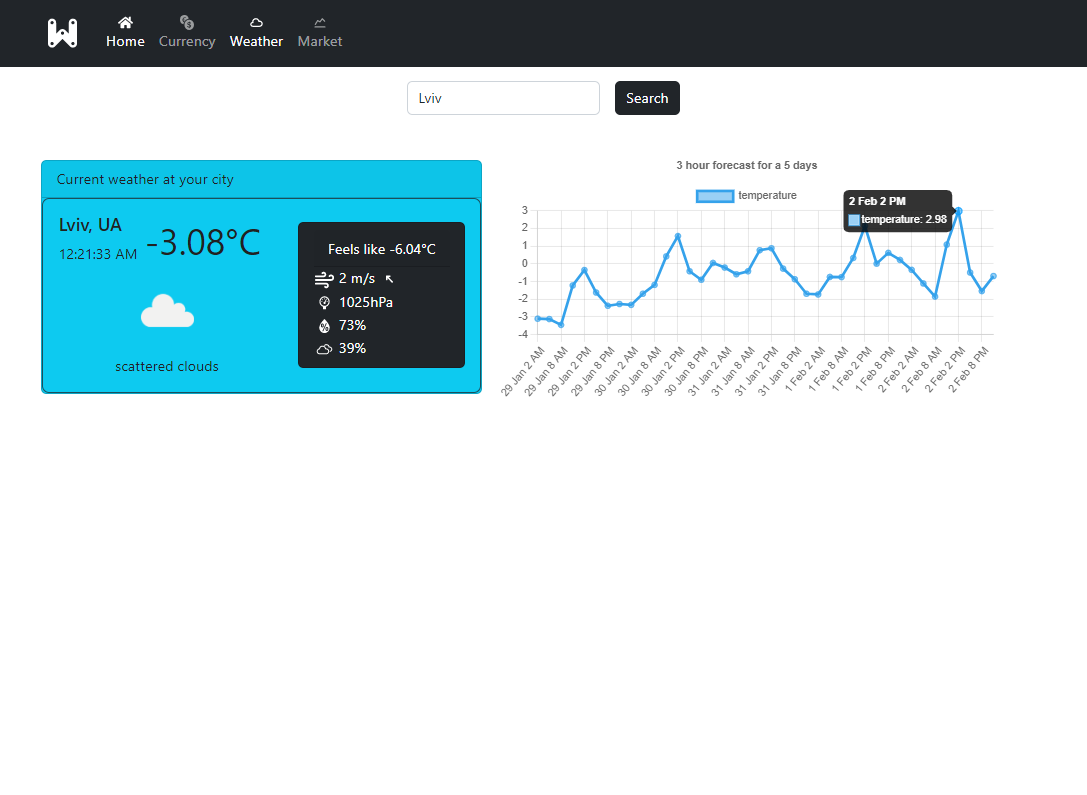 Home
Currency
Weather
Market
Lviv
Search
Current weather at your city
Lviv, UA
12:21:33 AM
-3.08°C
scattered clouds
Feels like -6.04°C
2 m/s ↖
1025hPa
73%
39%
3 hour forecast for a 5 days
temperature
2 Feb 2 PM
temperature: 2.98
3
2
1
0
-1
-2
-3
-4
29 Jan 2 AM
29 Jan 8 AM
29 Jan 2 PM
29 Jan 8 PM
30 Jan 2 AM
30 Jan 8 AM
30 Jan 2 PM
30 Jan 8 PM
31 Jan 2 AM
31 Jan 8 AM
31 Jan 2 PM
31 Jan 8 PM
1 Feb 2 AM
1 Feb 8 AM
1 Feb 2 PM
1 Feb 8 PM
2 Feb 2 AM
2 Feb 8 AM
2 Feb 2 PM
2 Feb 8 PM